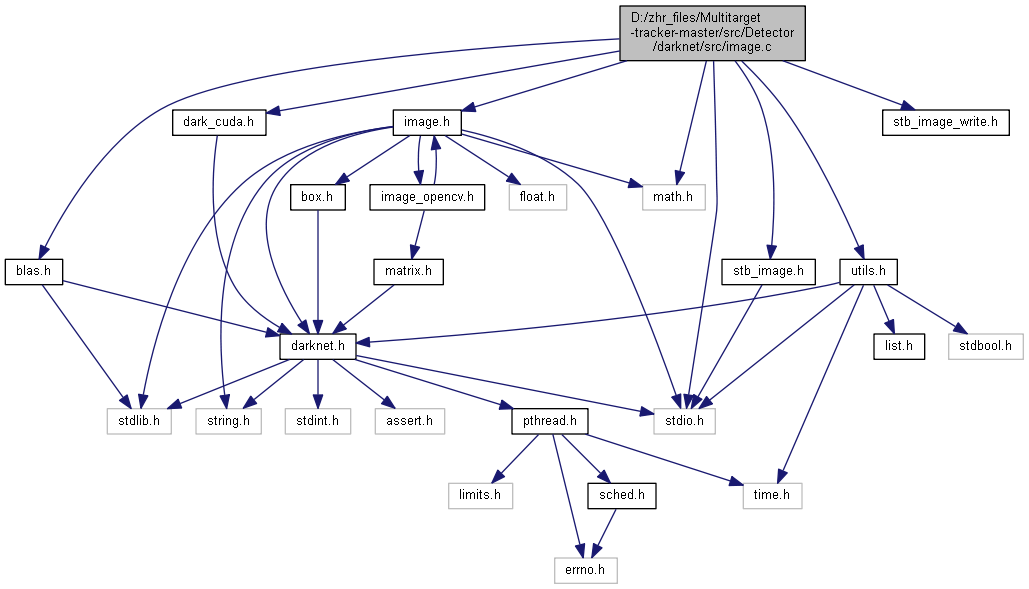 D:/zhr_files/Multitarget
-tracker-master/src/Detector
/darknet/src/image.c
dark_cuda.h
image.h
stb_image_write.h
box.h
image_opencv.h
float.h
math.h
blas.h
matrix.h
stb_image.h
utils.h
darknet.h
list.h
stdbool.h
stdlib.h
string.h
stdint.h
assert.h
pthread.h
stdio.h
limits.h
sched.h
time.h
errno.h